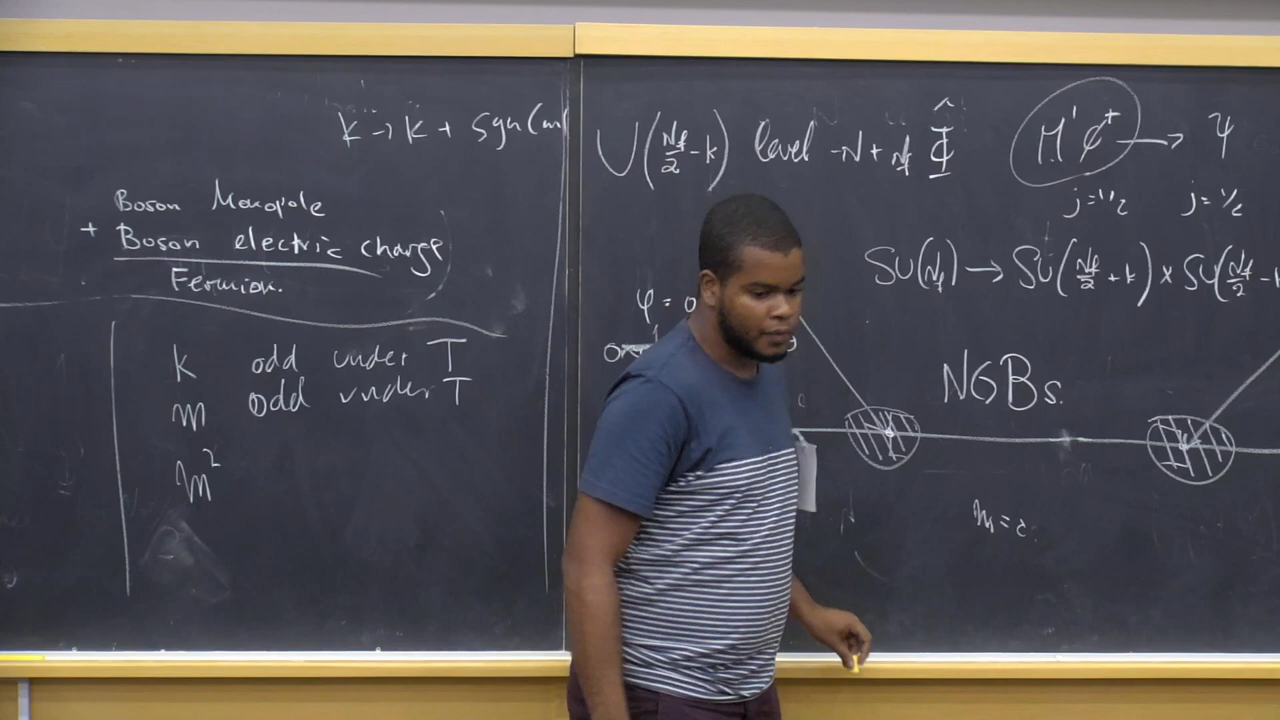 k → k + sgn(m
Boson Monopole
+ Boson electric charge
Fermion.
k odd under T
m odd under T
m²
U(Nf/2 - k) level -N + Nf Φ̂
M¹ φ† → Ψ
j=1/2 j=1/2
SU(Nf) → SU(Nf/2 + k) × SU(Nf/2 - k
φ = 0
NGBs.